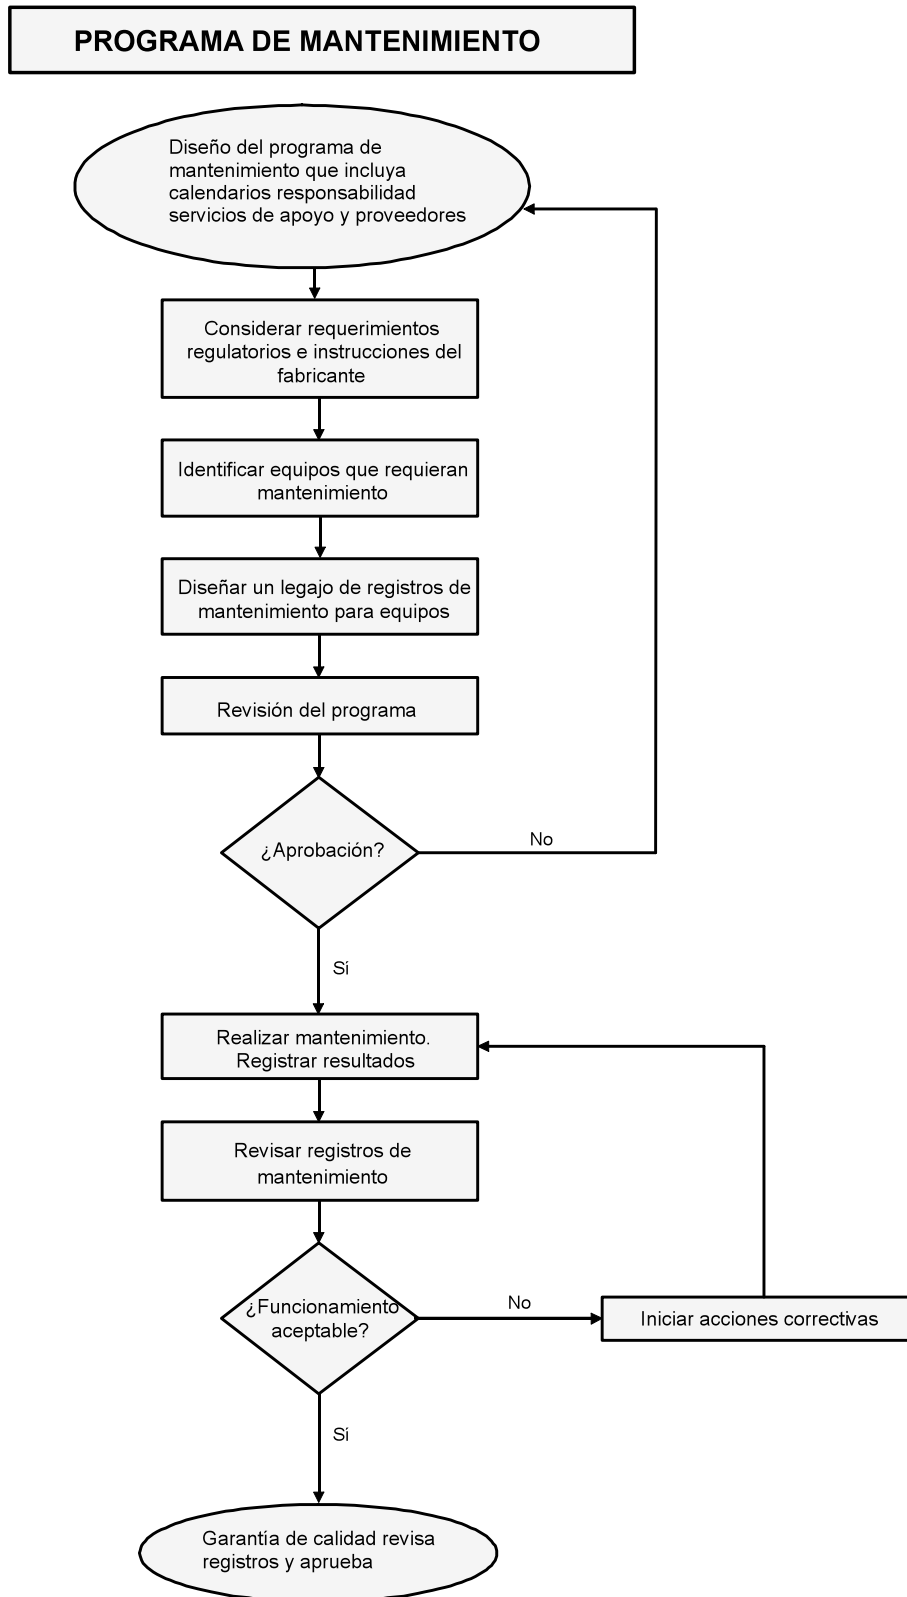 PROGRAMA DE MANTENIMIENTO
Diseño del programa de
mantenimiento que incluya
calendarios responsabilidad
servicios de apoyo y proveedores
Considerar requerimientos
regulatorios e instrucciones del
fabricante
Identificar equipos que requieran
mantenimiento
Diseñar un legajo de registros de
mantenimiento para equipos
Revisión del programa
¿Aprobación?
No
Sí
Realizar mantenimiento.
Registrar resultados
Revisar registros de
mantenimiento
¿Funcionamiento
aceptable?
No
Iniciar acciones correctivas
Sí
Garantía de calidad revisa
registros y aprueba